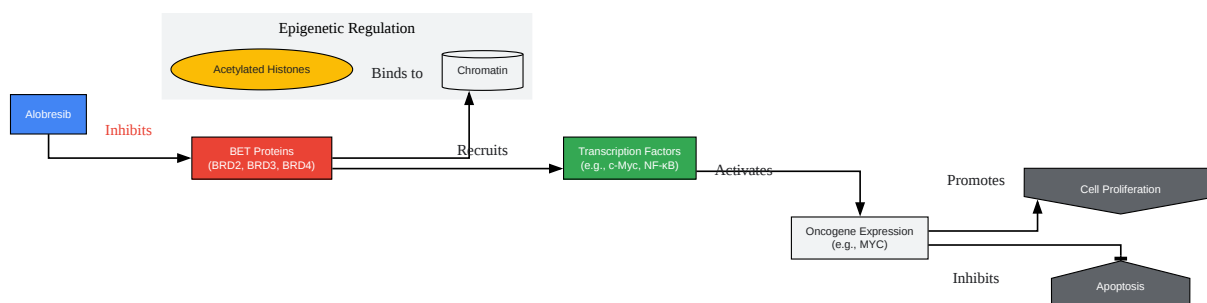 Epigenetic Regulation
Acetylated Histones
Binds to
Chromatin
Alobresib
Inhibits
BET Proteins
(BRD2, BRD3, BRD4)
Recruits
Transcription Factors
(e.g., c-Myc, NF-κB)
Activates
Oncogene Expression
(e.g., MYC)
Promotes
Cell Proliferation
Inhibits
Apoptosis